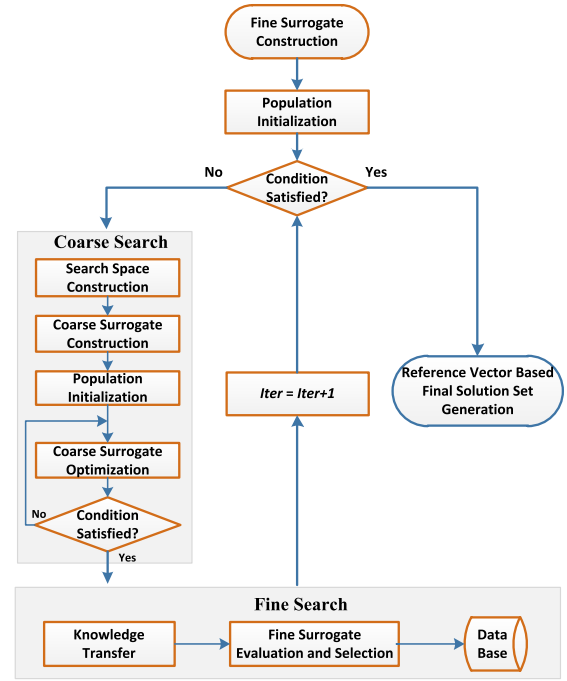 Fine Surrogate
Construction
Population
Initialization
No
Yes
Condition
Satisfied?
Coarse Search
Search Space
Construction
Coarse Surrogate
Construction
Population
Initialization
Coarse Surrogate
Optimization
No
Condition
Satisfied?
Yes
Iter = Iter+1
Reference Vector Based
Final Solution Set
Generation
Fine Search
Knowledge
Transfer
Fine Surrogate
Evaluation and Selection
Data
Base